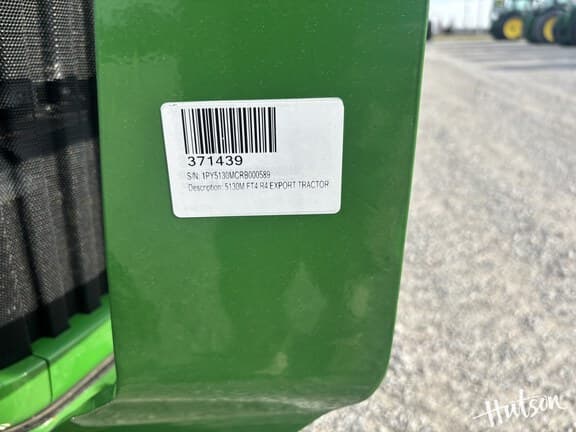 371439
S/N: 1PY5130MCRB000589
Description: 5130M FT4 R4 EXPORT TRACTOR
Hutson